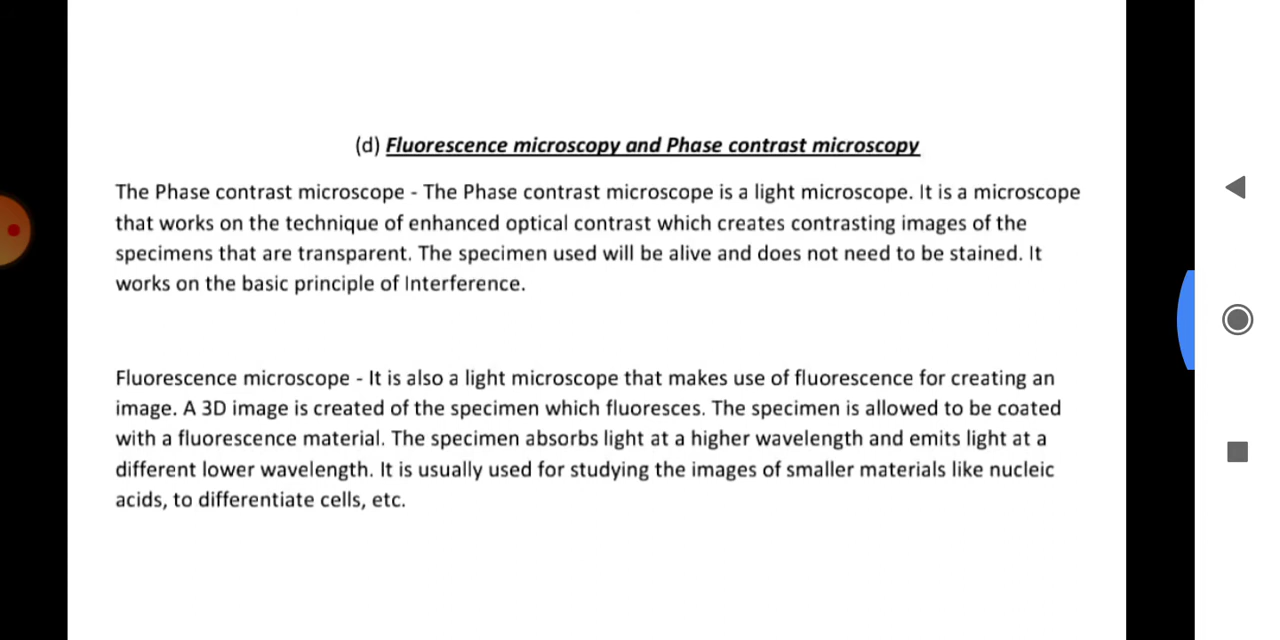 (d) Fluorescence microscopy and Phase contrast microscopy
The Phase contrast microscope - The Phase contrast microscope is a light microscope. It is a microscope
that works on the technique of enhanced optical contrast which creates contrasting images of the
specimens that are transparent. The specimen used will be alive and does not need to be stained. It
works on the basic principle of Interference.
Fluorescence microscope - It is also a light microscope that makes use of fluorescence for creating an
image. A 3D image is created of the specimen which fluoresces. The specimen is allowed to be coated
with a fluorescence material. The specimen absorbs light at a higher wavelength and emits light at a
different lower wavelength. It is usually used for studying the images of smaller materials like nucleic
acids, to differentiate cells, etc.